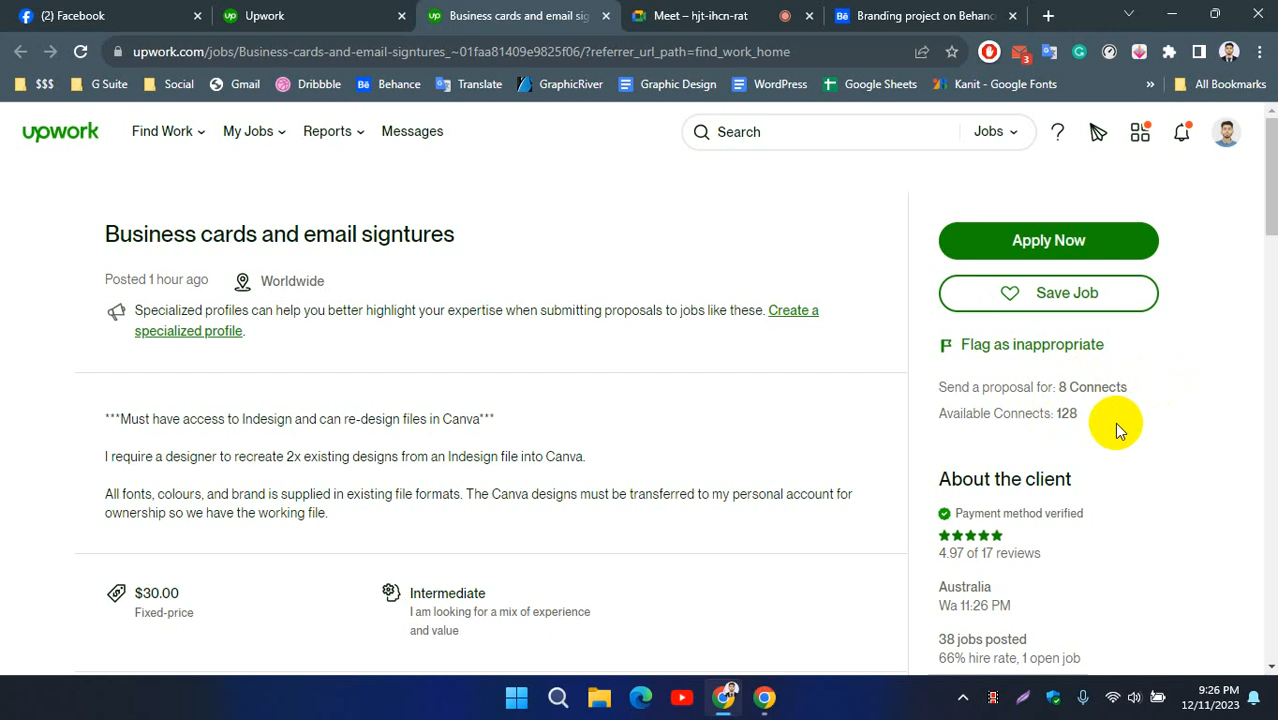 (2) Facebook
Upwork
Business cards and email sig
Meet – hjt-ihcn-rat
Branding project on Behanc
upwork.com/jobs/Business-cards-and-email-signtures_~01faa81409e9825f06/?referrer_url_path=find_work_home
3
$$$
G Suite
Social
Gmail
Dribbble
Behance
Translate
GraphicRiver
Graphic Design
WordPress
Google Sheets
Kanit - Google Fonts
»
All Bookmarks
upwork
Find Work
My Jobs
Reports
Messages
Search
Jobs
?
Business cards and email signtures
Posted 1 hour ago
Worldwide
Specialized profiles can help you better highlight your expertise when submitting proposals to jobs like these. Create a
specialized profile.
***Must have access to Indesign and can re-design files in Canva***
I require a designer to recreate 2x existing designs from an Indesign file into Canva.
All fonts, colours, and brand is supplied in existing file formats. The Canva designs must be transferred to my personal account for
ownership so we have the working file.
$30.00
Fixed-price
Intermediate
I am looking for a mix of experience
and value
Apply Now
Save Job
Flag as inappropriate
Send a proposal for: 8 Connects
Available Connects: 128
About the client
Payment method verified
4.97 of 17 reviews
Australia
Wa 11:26 PM
38 jobs posted
66% hire rate, 1 open job
9:26 PM
12/11/2023